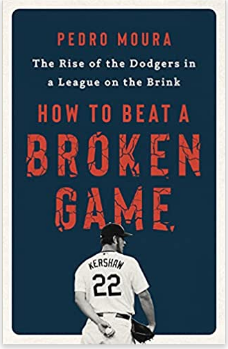 PEDRO MOURA
The Rise of the Dodgers in
a League on the Brink
HOW TO BEAT A
BROKEN
GAME
KERSHAW
22